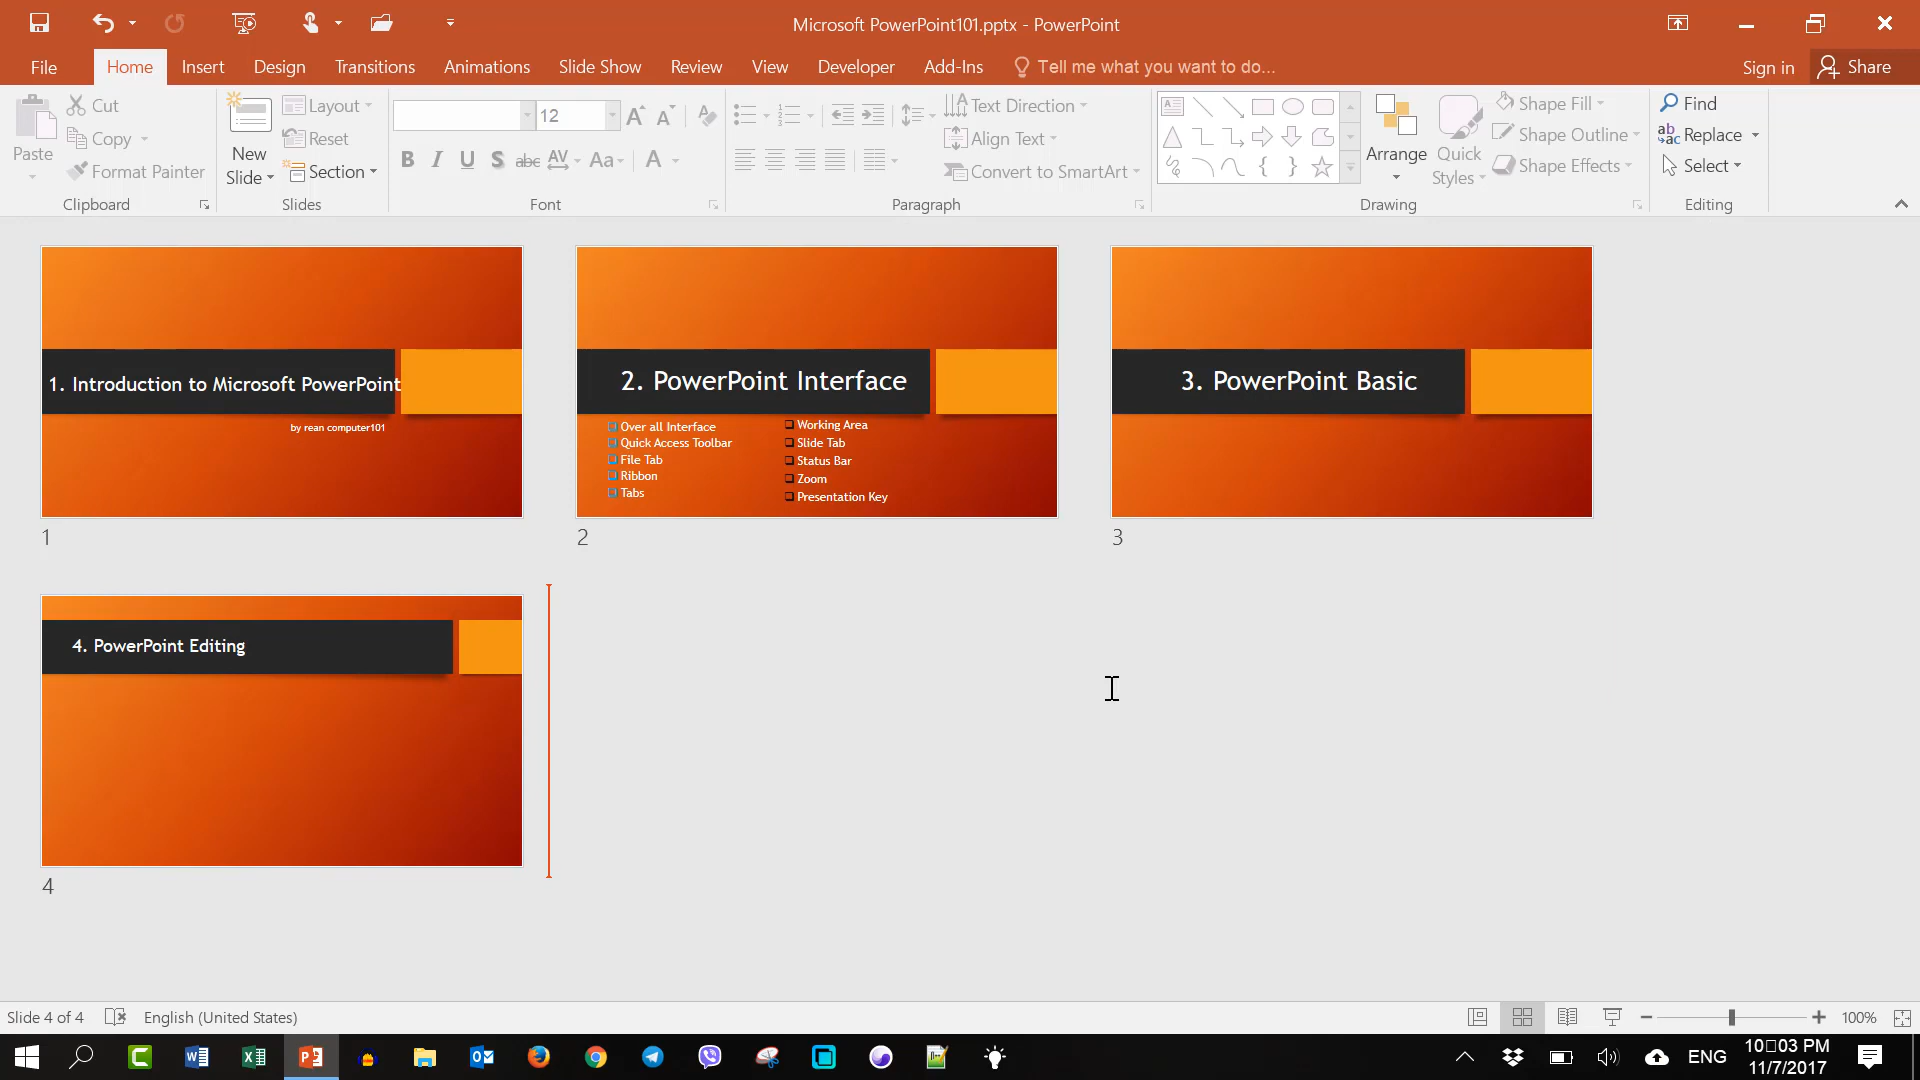 Microsoft PowerPoint101.pptx - PowerPoint
File Home Insert Design Transitions Animations Slide Show Review View Developer Add-Ins Tell me what you want to do... Sign in Share
Paste
Cut
Copy
Format Painter
Clipboard
New
Slide
Layout
Reset
Section
Slides
12
B I U S abc AV Aa A
Font
Text Direction
Align Text
Convert to SmartArt
Paragraph
Arrange
Quick
Styles
Shape Fill
Shape Outline
Shape Effects
Drawing
Find
Replace
Select
Editing
1. Introduction to Microsoft PowerPoint
by rean computer101
1
2. PowerPoint Interface
Over all Interface
Quick Access Toolbar
File Tab
Ribbon
Tabs
Working Area
Slide Tab
Status Bar
Zoom
Presentation Key
2
3. PowerPoint Basic
3
4. PowerPoint Editing
4
Slide 4 of 4 English (United States) 100%
ENG
10▯03 PM
11/7/2017